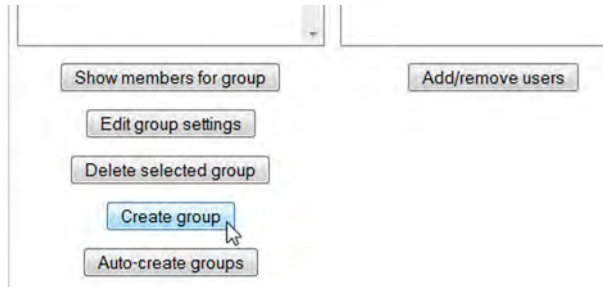 Show members for group
Add/remove users
Edit group settings
Delete selected group
Create group
Auto-create groups